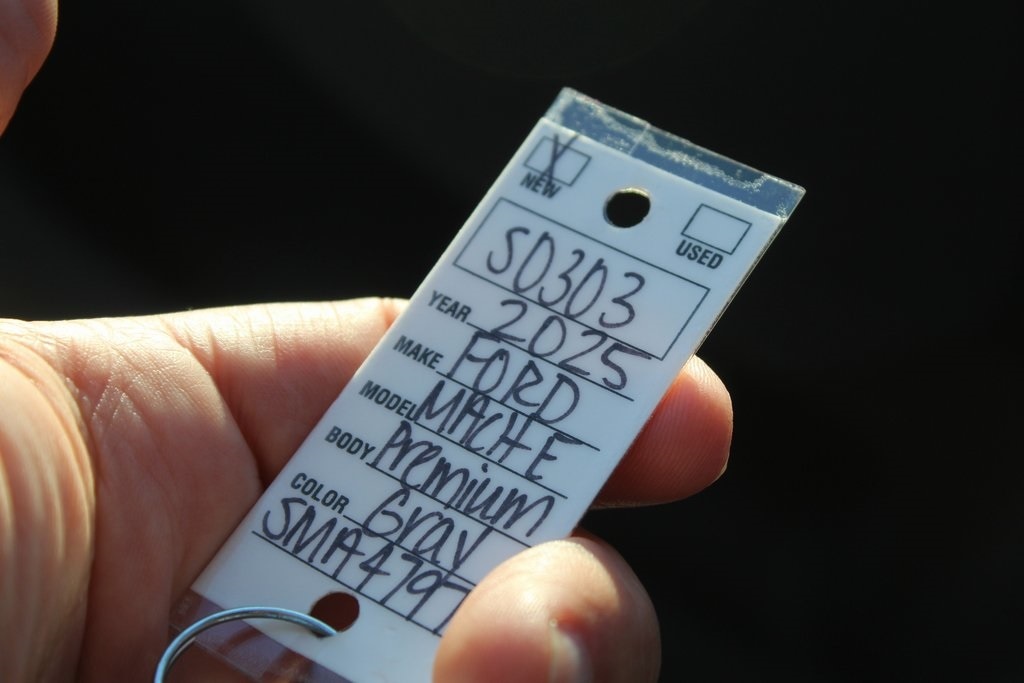 X
NEW
USED
S0303
YEAR 2025
MAKE FORD
MODEL MACH E
BODY Premium
COLOR Gray
SMA4797